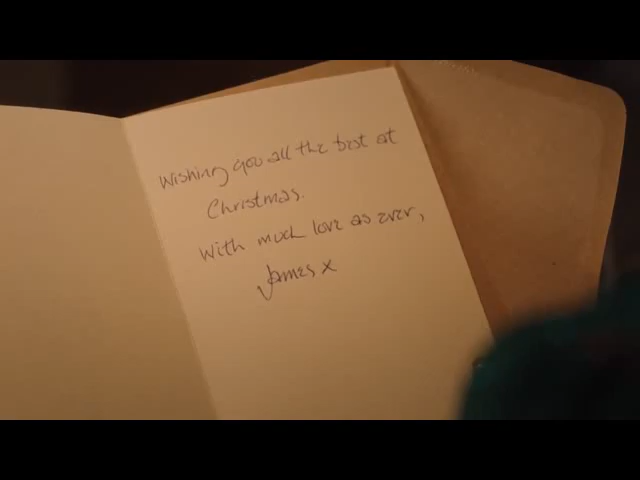 Wishing you all the best at
Christmas.
With much love as ever,
James x